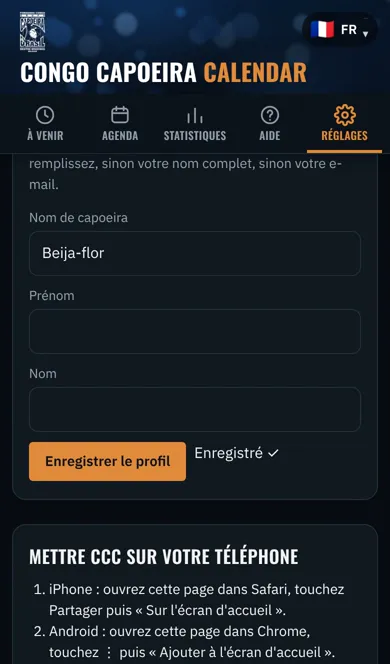 CAPOEIRA
BRASIL
FR
CONGO CAPOEIRA CALENDAR
À VENIR
AGENDA
STATISTIQUES
AIDE
RÉGLAGES
remplissez, sinon votre nom complet, sinon votre e-
mail.
Nom de capoeira
Beija-flor
Prénom
Nom
Enregistrer le profil
Enregistré ✓
METTRE CCC SUR VOTRE TÉLÉPHONE
1. iPhone : ouvrez cette page dans Safari, touchez
Partager puis « Sur l'écran d'accueil ».
2. Android : ouvrez cette page dans Chrome,
touchez ⋮ puis « Ajouter à l'écran d'accueil ».